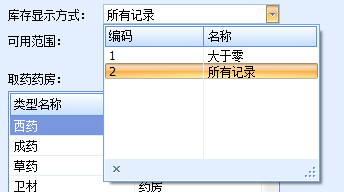 库存显示方式： 所有记录
编码 名称
可用范围：
1 大于零
2 所有记录
取药药房：
类型名称
西药
成药
草药
卫材 药房